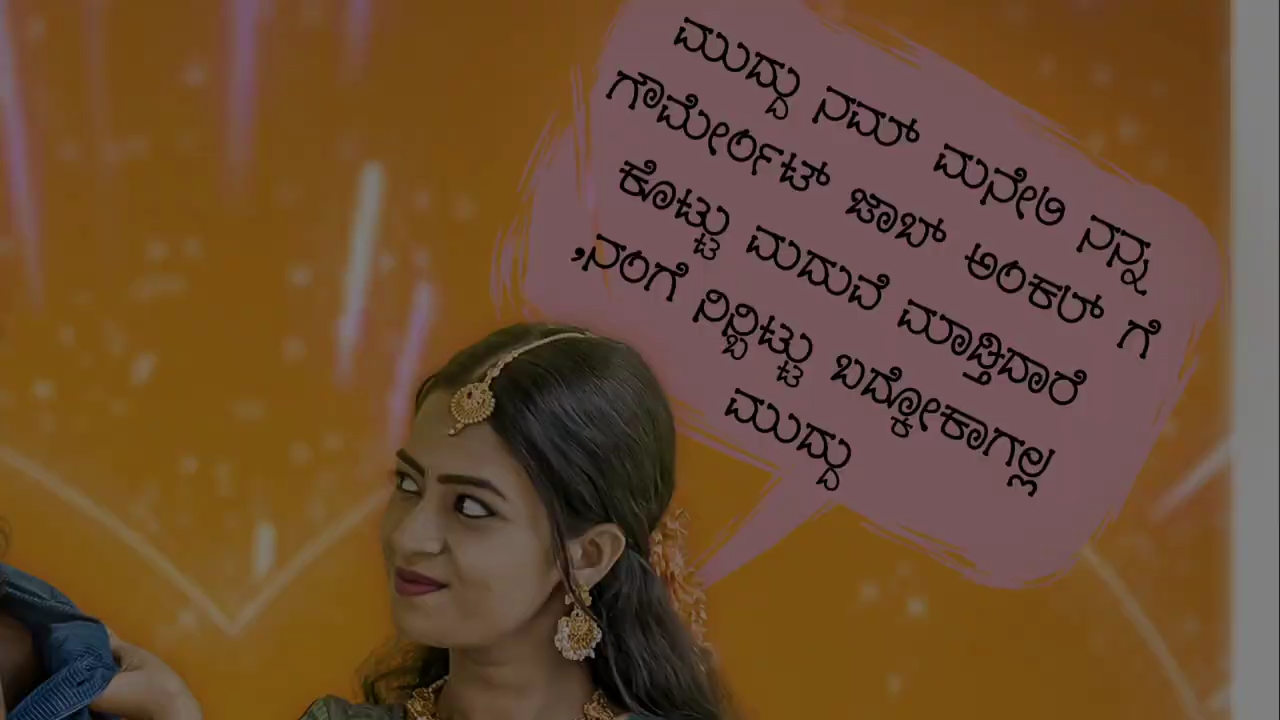 ಮುದ್ದು ನಮ್ ಮನೇಲಿ ನನ್ನ
ಗೌರ್ಮೇಂಟ್ ಜಾಬ್ ಅಂಕಲ್ ಗೆ
ಕೊಟ್ಟು ಮದುವೆ ಮಾಡ್ತಿದಾರೆ
,ನಂಗೆ ನಿನ್ಬಿಟ್ಟು ಬದ್ಕೋಕಾಗಲ್ಲ
ಮುದ್ದು